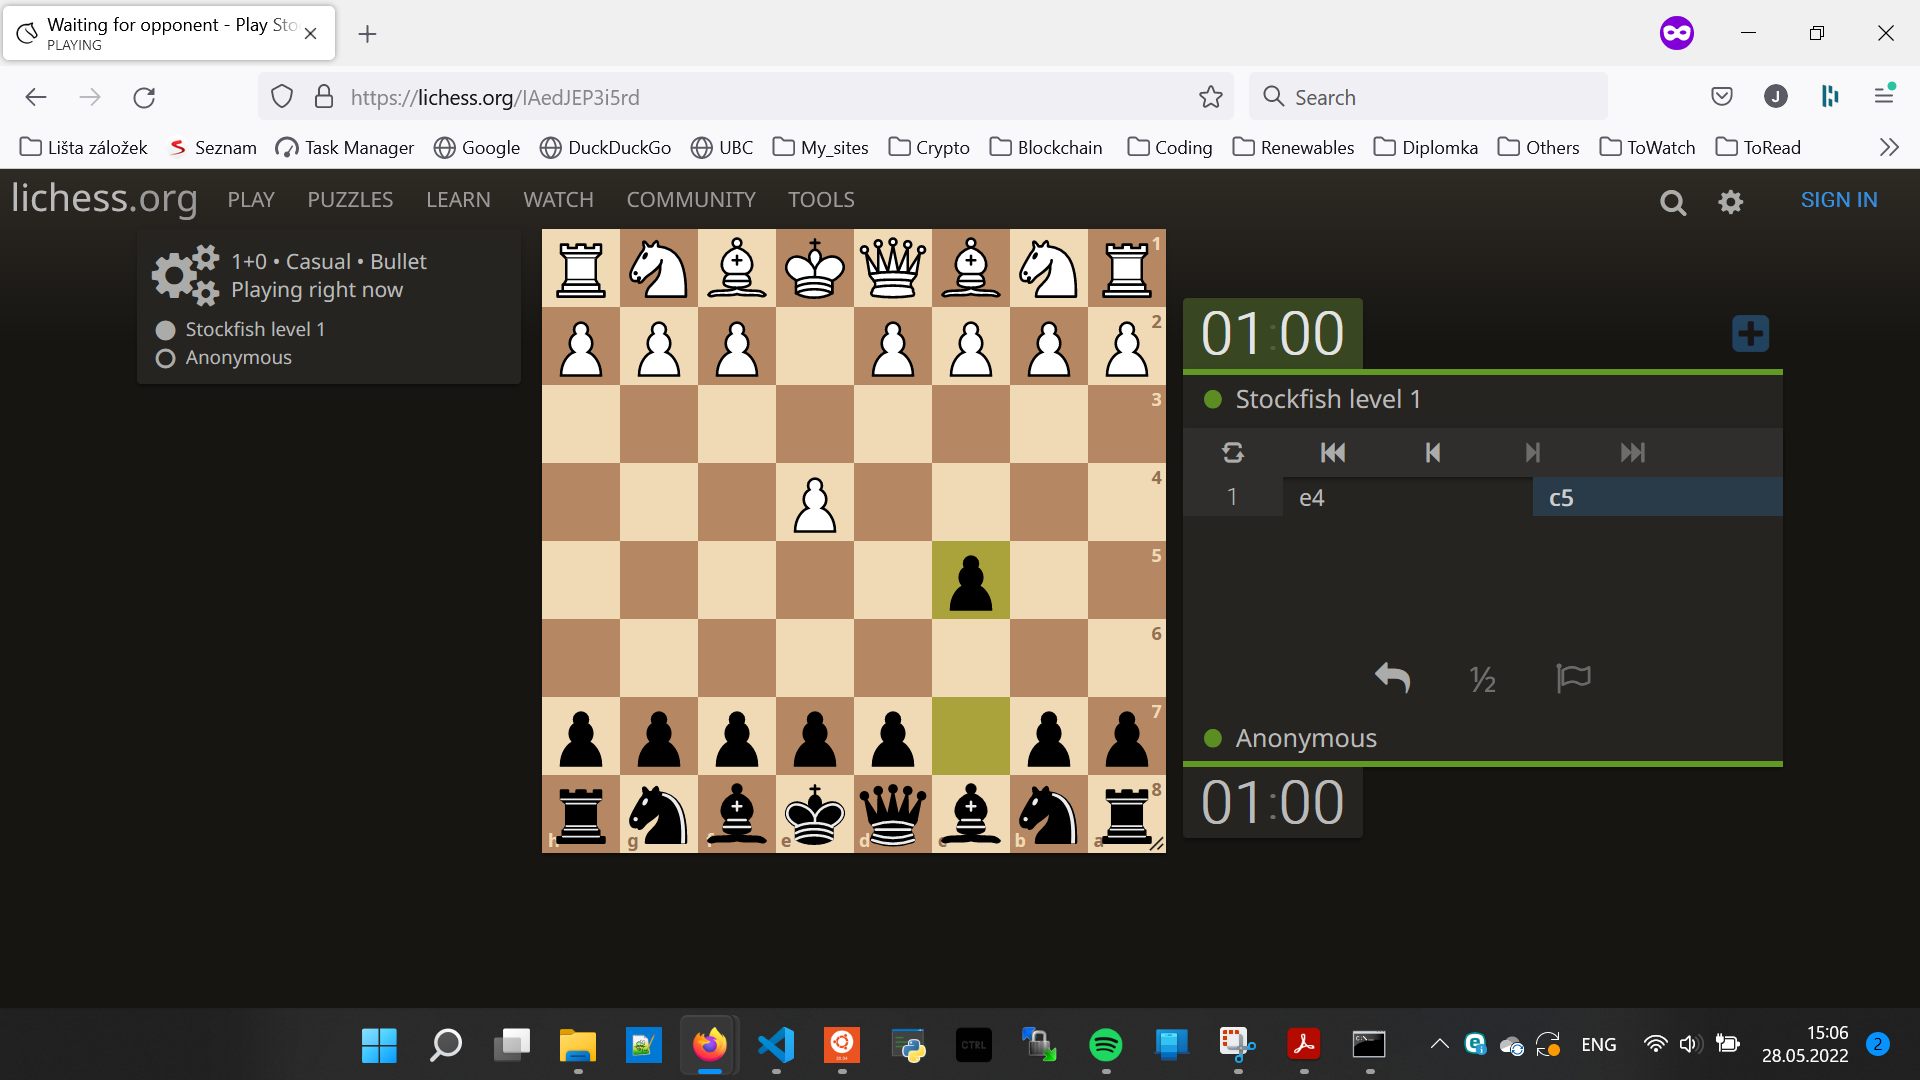 Waiting for opponent - Play Sto
PLAYING
https://lichess.org/IAedJEP3i5rd
Search
J
Lišta záložek
Seznam
Task Manager
Google
DuckDuckGo
UBC
My_sites
Crypto
Blockchain
Coding
Renewables
Diplomka
Others
ToWatch
ToRead
lichess.org
PLAY
PUZZLES
LEARN
WATCH
COMMUNITY
TOOLS
SIGN IN
1+0 • Casual • Bullet
Playing right now
Stockfish level 1
Anonymous
1
2
3
4
5
6
7
8
h
g
f
e
d
c
b
a
01:00
Stockfish level 1
1 e4 c5
½
Anonymous
01:00
CTRL
ENG
15:06
28.05.2022
2